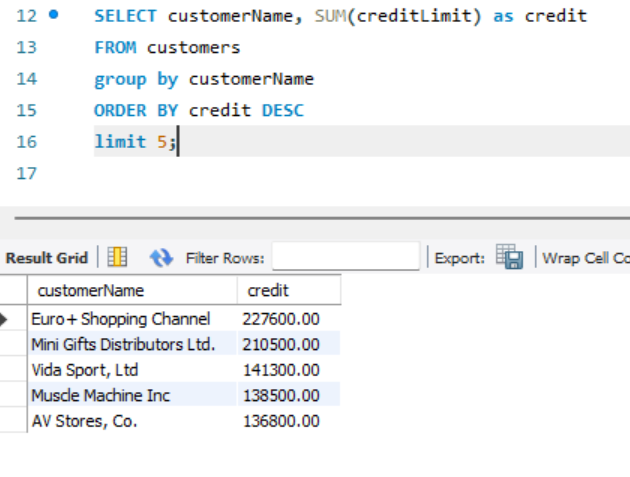 12 SELECT customerName, SUM(creditLimit) as credit
13 FROM customers
14 group by customerName
15 ORDER BY credit DESC
16 limit 5;
17
Result Grid Filter Rows: Export: Wrap Cell Co
customerName credit
Euro+ Shopping Channel 227600.00
Mini Gifts Distributors Ltd. 210500.00
Vida Sport, Ltd 141300.00
Muscle Machine Inc 138500.00
AV Stores, Co. 136800.00